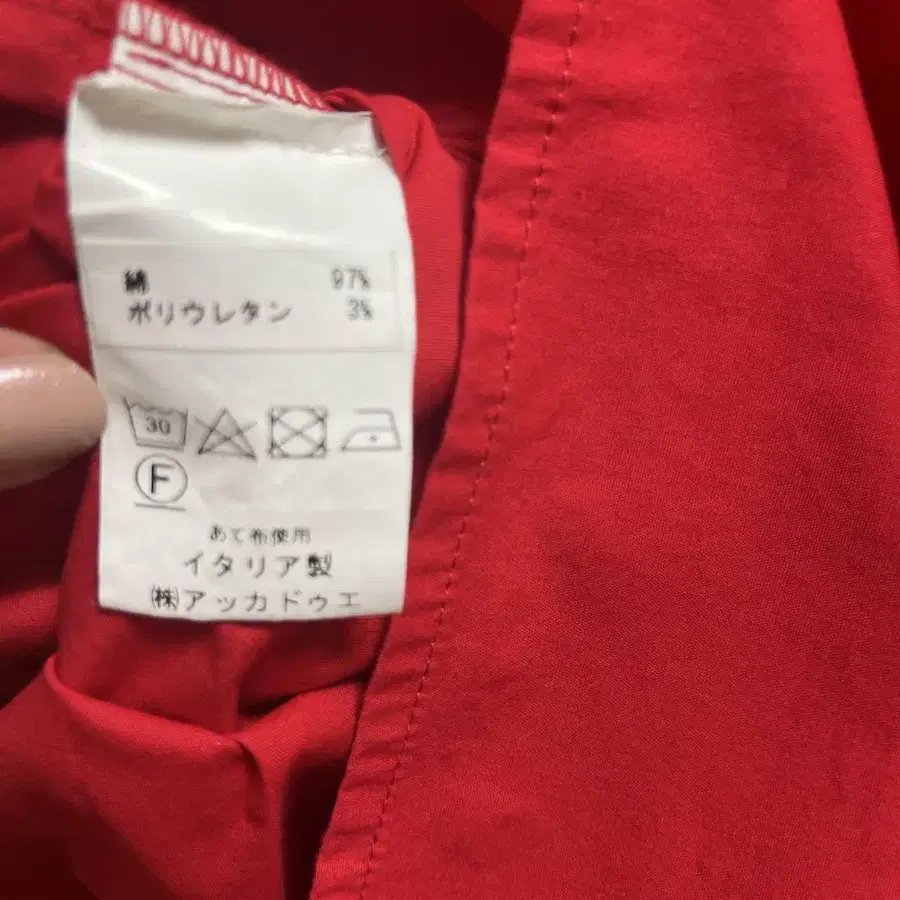 綿 97%
ポリウレタン 3%
30
F
あて布使用
イタリア製
㈱アッカドゥエ